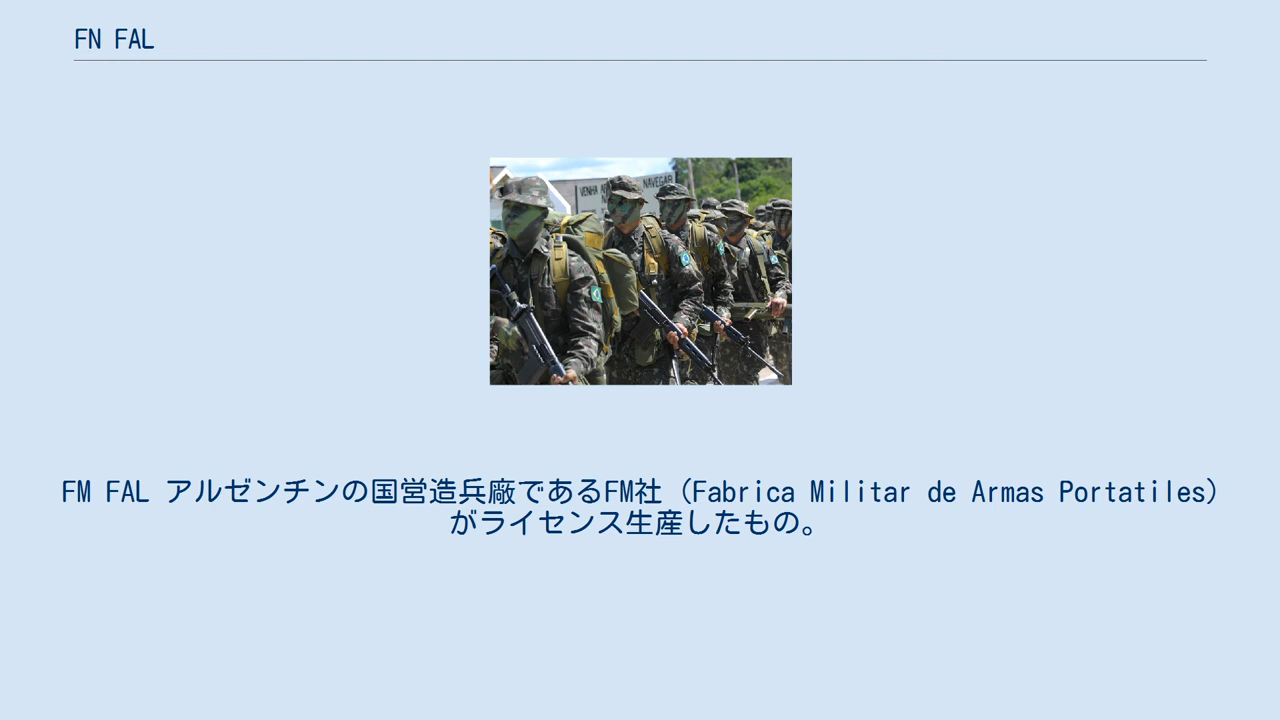 FN FAL
VENHA
NAVEGAR
FM FAL アルゼンチンの国営造兵廠であるFM社（Fabrica Militar de Armas Portatiles）
がライセンス生産したもの。